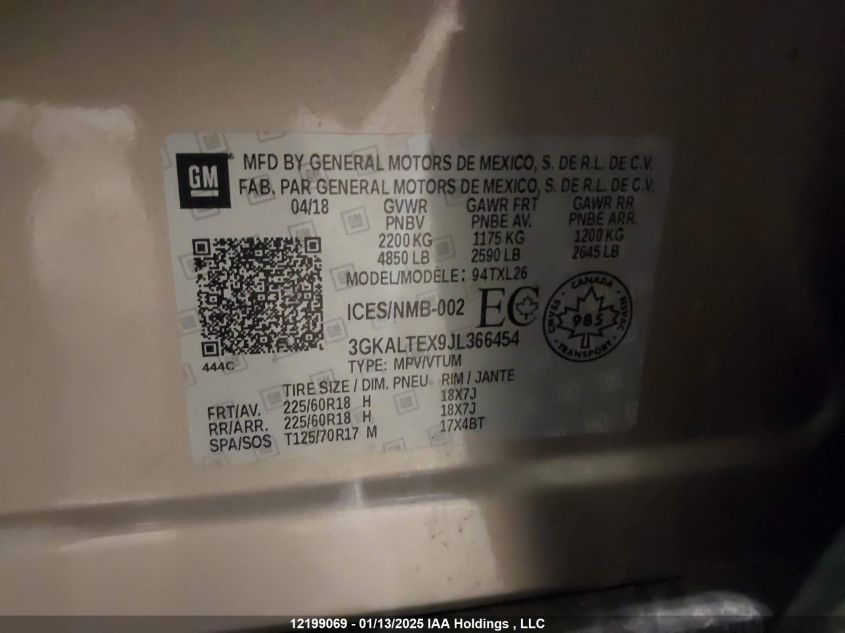 GM
MFD BY GENERAL MOTORS DE MEXICO, S. DE R.L. DE C.V.
FAB. PAR GENERAL MOTORS DE MEXICO, S. DE R.L. DE C.V.
04/18 GVWR GAWR FRT GAWR RR
PNBV PNBE AV. PNBE ARR.
2200 KG 1175 KG 1200 KG
4850 LB 2590 LB 2645 LB
MODEL/MODÈLE: 94TXL26
ICES/NMB-002 EC
CANADA
985
TRANSPORT
3GKALTEX9JL366454
444C
TYPE: MPV/VTUM
TIRE SIZE / DIM. PNEU RIM / JANTE
FRT/AV. 225/60R18 H 18X7J
RR/ARR. 225/60R18 H 18X7J
SPA/SOS T125/70R17 M 17X4BT
12199069 - 01/13/2025 IAA Holdings , LLC